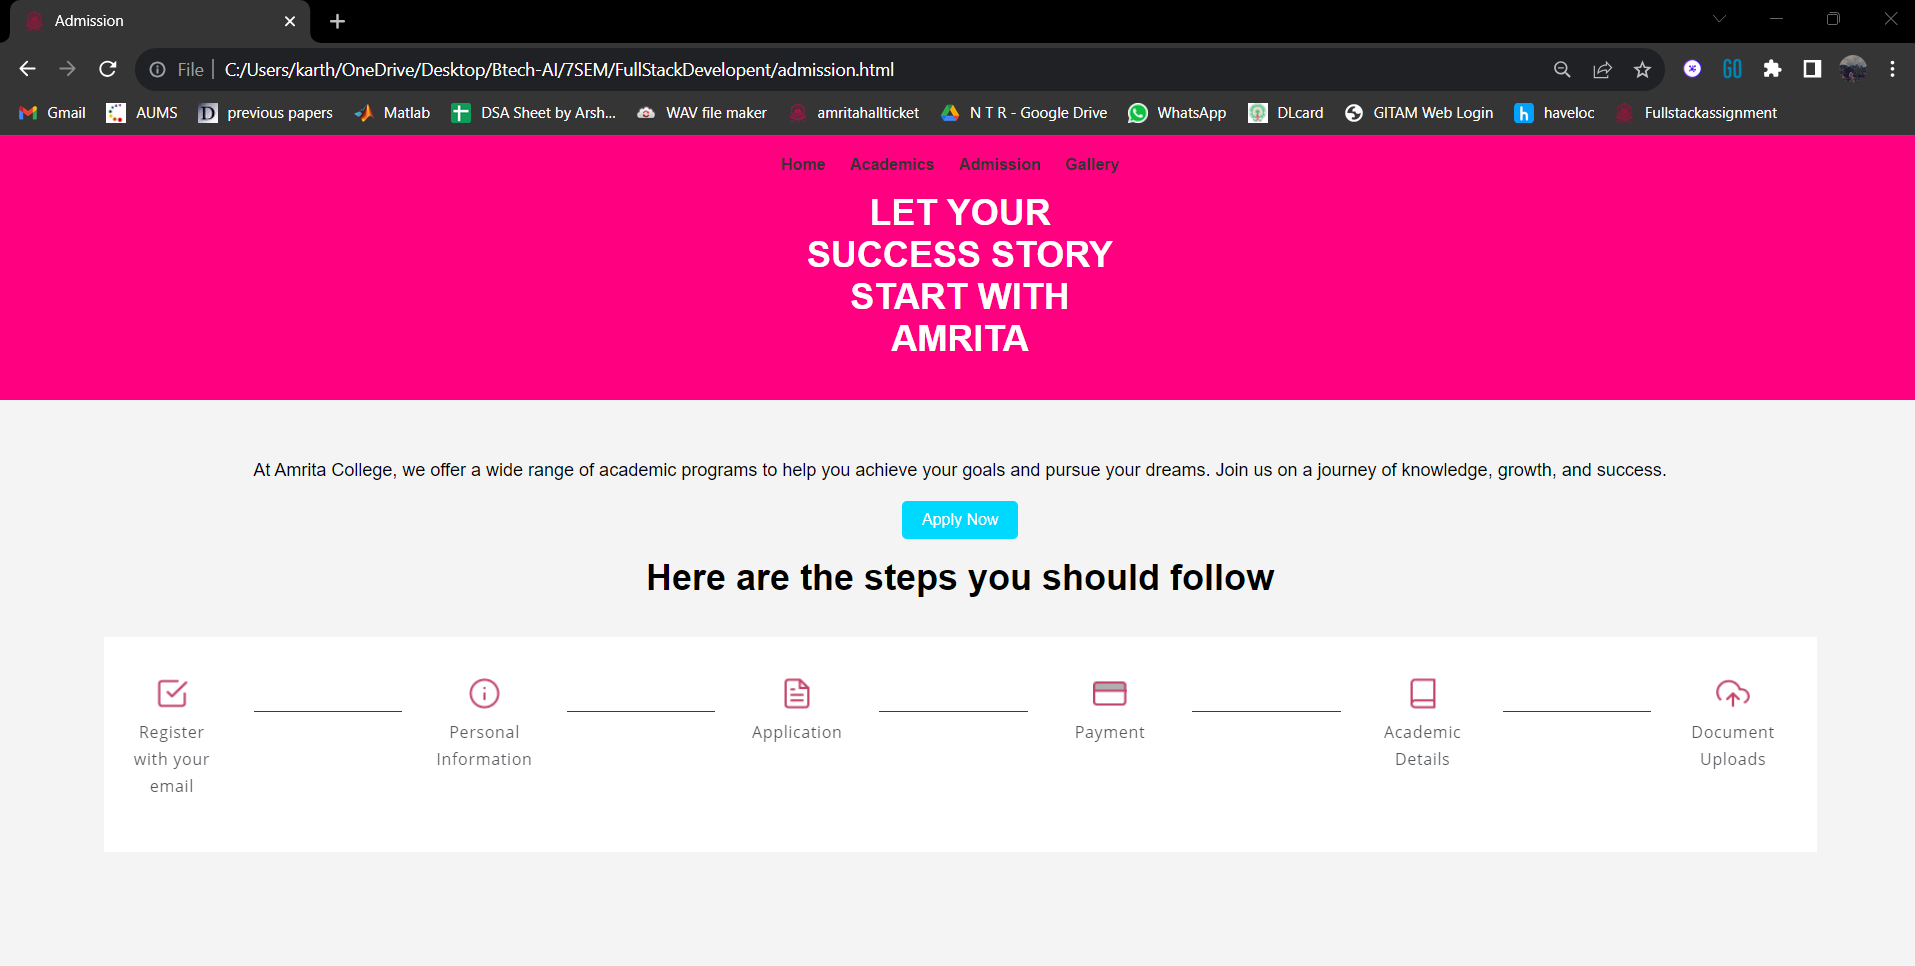 Admission
File C:/Users/karth/OneDrive/Desktop/Btech-AI/7SEM/FullStackDevelopent/admission.html
GO
Gmail AUMS D previous papers Matlab DSA Sheet by Arsh... WAV file maker amritahallticket N T R - Google Drive WhatsApp DLcard GITAM Web Login h haveloc Fullstackassignment
Home Academics Admission Gallery
LET YOUR
SUCCESS STORY
START WITH
AMRITA
At Amrita College, we offer a wide range of academic programs to help you achieve your goals and pursue your dreams. Join us on a journey of knowledge, growth, and success.
Apply Now
Here are the steps you should follow
Register
with your
email
Personal
Information
Application
Payment
Academic
Details
Document
Uploads